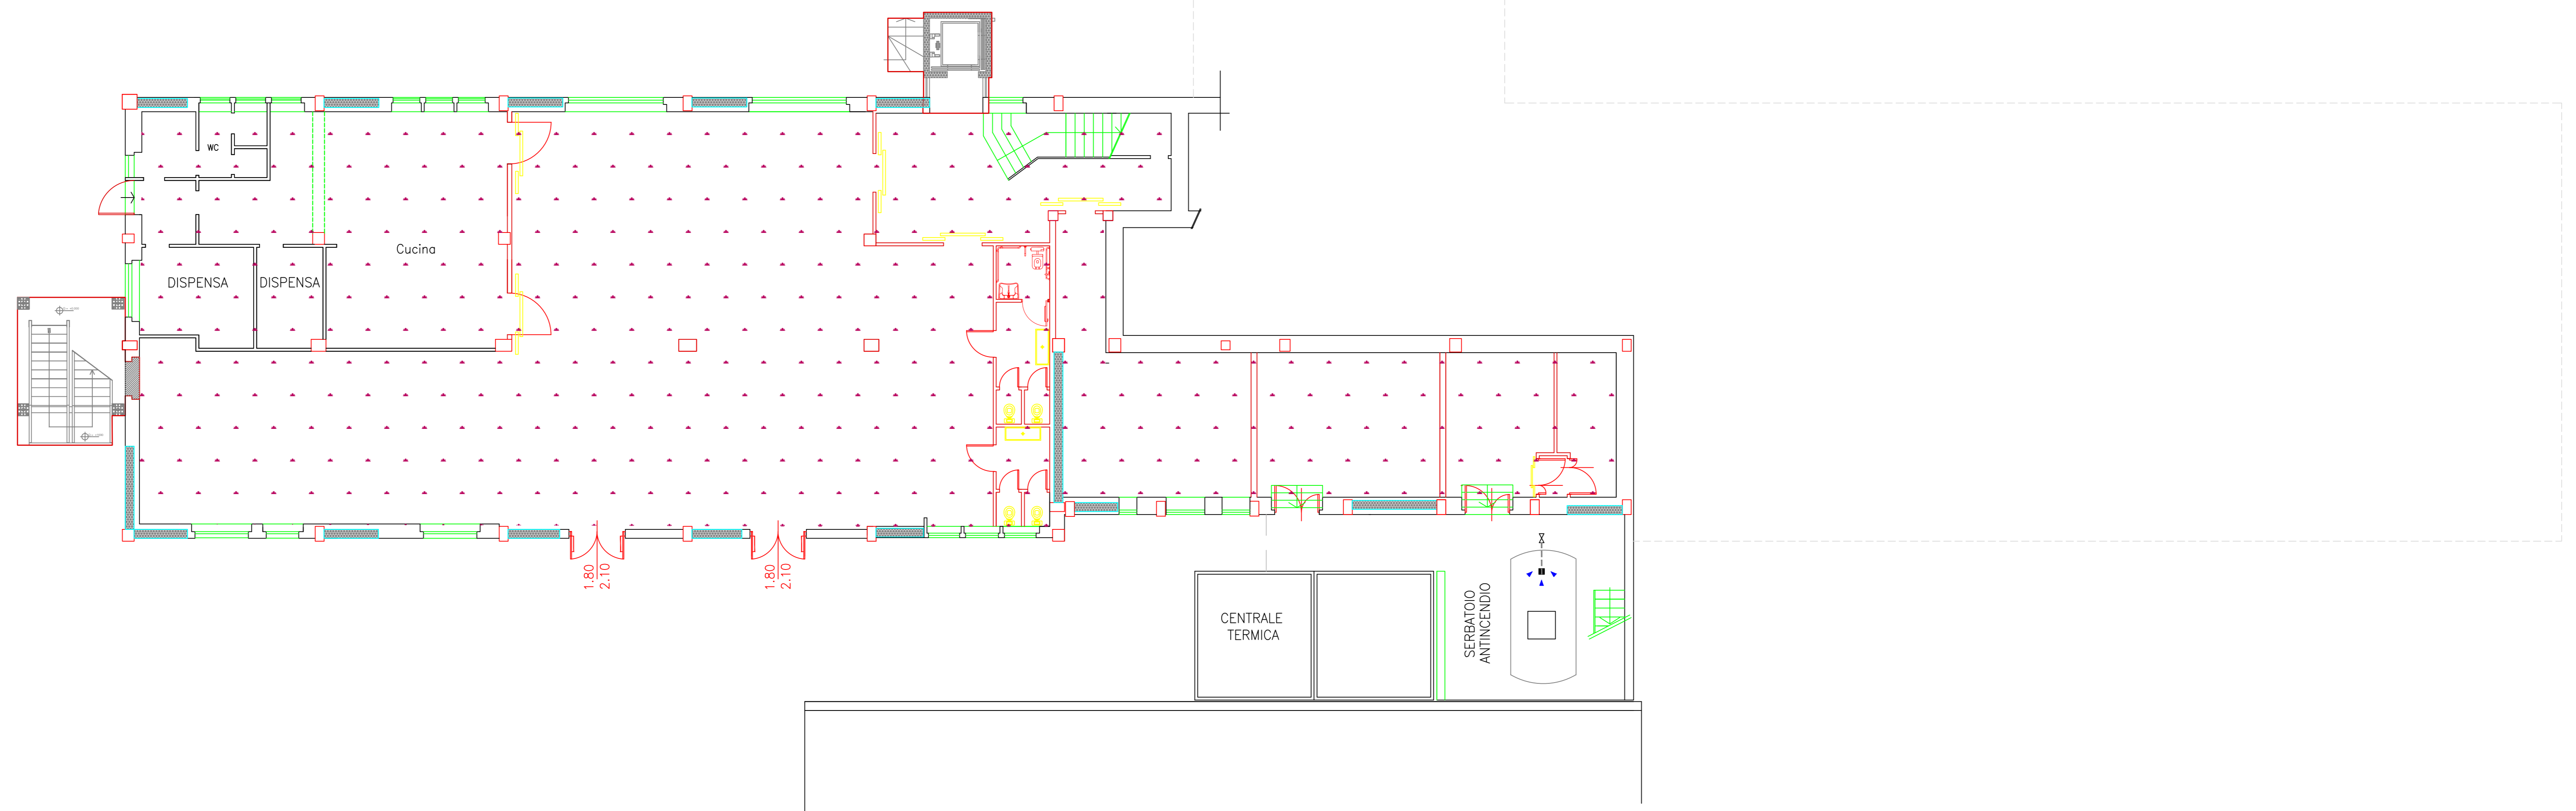 WC
Cucina
DISPENSA
DISPENSA
1.80
2.10
1.80
2.10
CENTRALE
TERMICA
SERBATOIO
ANTINCENDIO